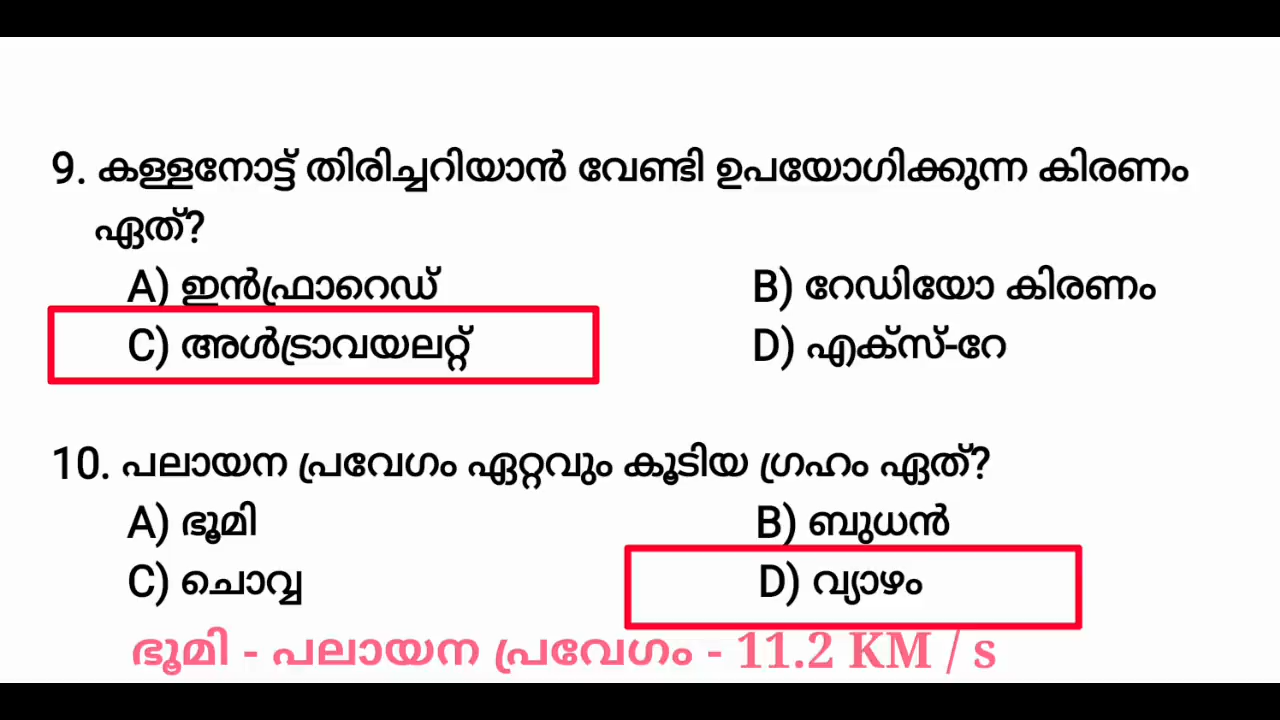 9. കള്ളനോട്ട് തിരിച്ചറിയാൻ വേണ്ടി ഉപയോഗിക്കുന്ന കിരണം
ഏത്?
A) ഇൻഫ്രാറെഡ് B) റേഡിയോ കിരണം
C) അൾട്രാവയലറ്റ് D) എക്സ്-റേ
10. പലായന പ്രവേഗം ഏറ്റവും കൂടിയ ഗ്രഹം ഏത്?
A) ഭൂമി B) ബുധൻ
C) ചൊവ്വ D) വ്യാഴം
ഭൂമി - പലായന പ്രവേഗം - 11.2 KM / s